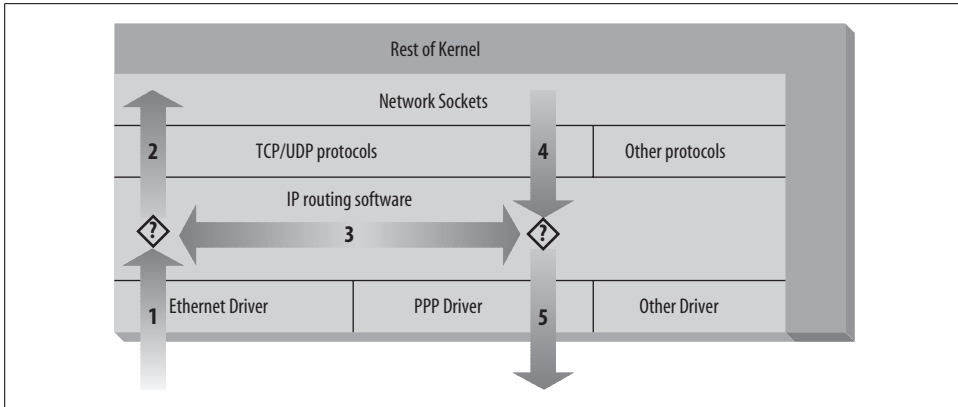 Rest of Kernel
Network Sockets
2
TCP/UDP protocols
4
Other protocols
IP routing software
?
3
?
1
Ethernet Driver
PPP Driver
5
Other Driver